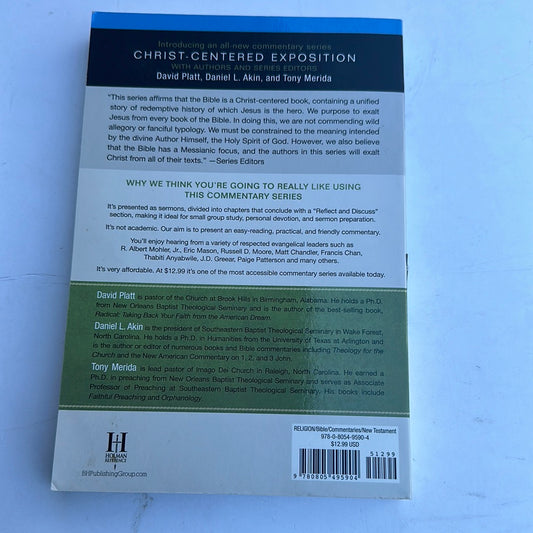 Introducing an all-new commentary series
CHRIST-CENTERED EXPOSITION
WITH AUTHORS AND SERIES EDITORS
David Platt, Daniel L. Akin, and Tony Merida
"This series affirms that the Bible is a Christ-centered book, containing a unified
story of redemptive history of which Jesus is the hero. We purpose to exalt
Jesus from every book of the Bible. In doing this, we are not commending wild
allegory or fanciful typology. We must be constrained to the meaning intended
by the divine Author Himself, the Holy Spirit of God. However, we also believe
that the Bible has a Messianic focus, and the authors in this series will exalt
Christ from all of their texts." —Series Editors
WHY WE THINK YOU'RE GOING TO REALLY LIKE USING
THIS COMMENTARY SERIES
It's presented as sermons, divided into chapters that conclude with a "Reflect and Discuss"
section, making it ideal for small group study, personal devotion, and sermon preparation.
It's not academic. Our aim is to present an easy-reading, practical, and friendly commentary.
You'll enjoy hearing from a variety of respected evangelical leaders such as
R. Albert Mohler, Jr., Eric Mason, Russell D. Moore, Matt Chandler, Francis Chan,
Thabiti Anyabwile, J.D. Greear, Paige Patterson and many others.
It's very affordable. At $12.99 it's one of the most accessible commentary series available today.
David Platt is pastor of the Church at Brook Hills in Birmingham, Alabama. He holds a Ph.D.
from New Orleans Baptist Theological Seminary and is the author of the best-selling book,
Radical: Taking Back Your Faith from the American Dream.
Daniel L. Akin is the president of Southeastern Baptist Theological Seminary in Wake Forest,
North Carolina. He holds a Ph.D. in Humanities from the University of Texas at Arlington and
is the author or editor of numerous books and Bible commentaries including Theology for the
Church and the New American Commentary on 1, 2, and 3 John.
Tony Merida is lead pastor of Imago Dei Church in Raleigh, North Carolina. He earned a
Ph.D. in preaching from New Orleans Baptist Theological Seminary and serves as Associate
Professor of Preaching at Southeastern Baptist Theological Seminary. His books include
Faithful Preaching and Orphanology.
RELIGION/Bible/Commentaries/New Testament
978-0-8054-9590-4
$12.99 USD
51299
9 780805 495904
H H
HOLMAN
REFERENCE
BHPublishingGroup.com